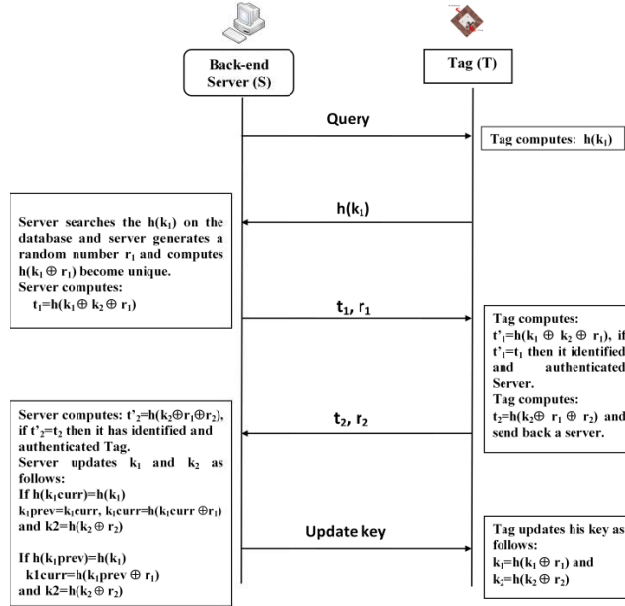 Back-end
Server (S)
Tag (T)
Query
Tag computes: h(k₁)
h(k₁)
Server searches the h(k₁) on the
database and server generates a
random number r₁ and computes
h(k₁ ⊕ r₁) become unique.
Server computes:
t₁=h(k₁⊕ k₂ ⊕ r₁)
t₁, r₁
Tag computes:
t'₁=h(k₁ ⊕ k₂ ⊕ r₁), if
t'₁=t₁ then it identified
and authenticated
Server.
Tag computes:
t₂=h(k₂⊕ r₁ ⊕ r₂) and
send back a server.
t₂, r₂
Server computes: t'₂=h(k₂⊕r₁⊕r₂),
if t'₂=t₂ then it has identified and
authenticated Tag.
Server updates k₁ and k₂ as
follows:
If h(k₁curr)=h(k₁)
k₁prev=k₁curr, k₁curr=h(k₁curr ⊕r₁)
and k2=h(k₂ ⊕ r₂)
If h(k₁prev)=h(k₁)
k1curr=h(k₁prev ⊕ r₁)
and k2=h(k₂ ⊕ r₂)
Update key
Tag updates his key as
follows:
k₁=h(k₁ ⊕ r₁) and
k₂=h(k₂ ⊕ r₂)